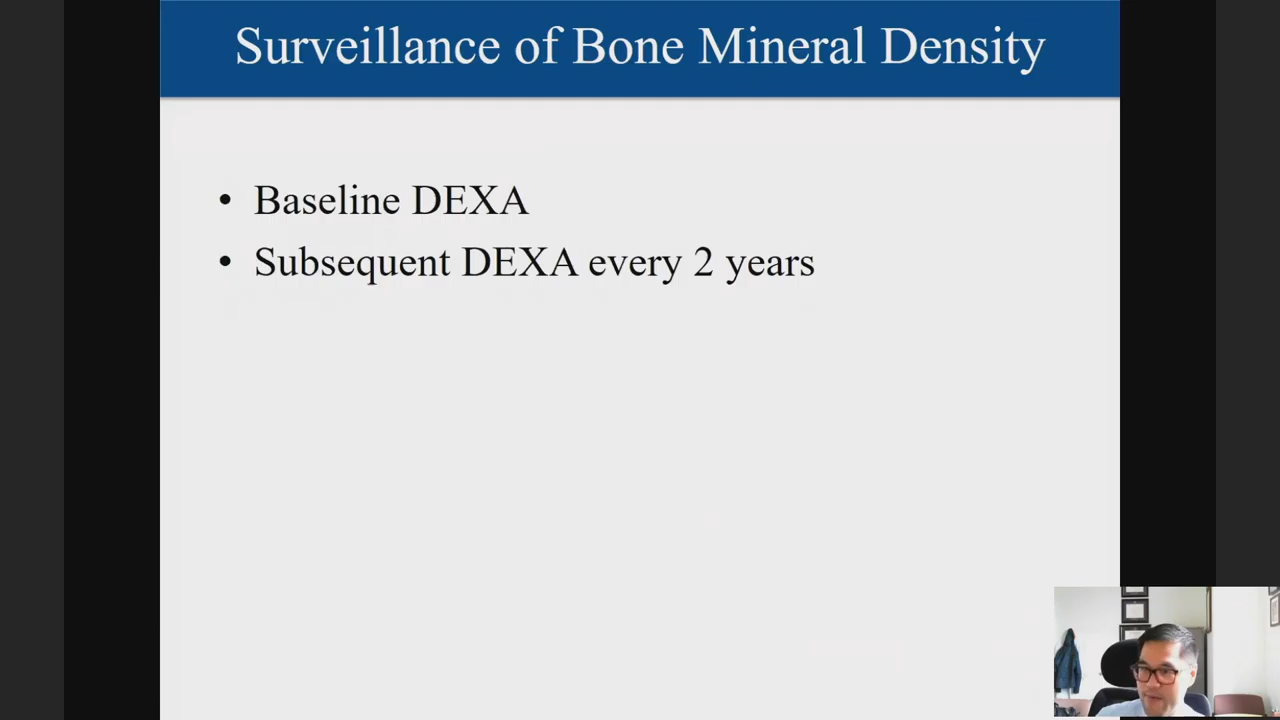 Surveillance of Bone Mineral Density
• Baseline DEXA
• Subsequent DEXA every 2 years